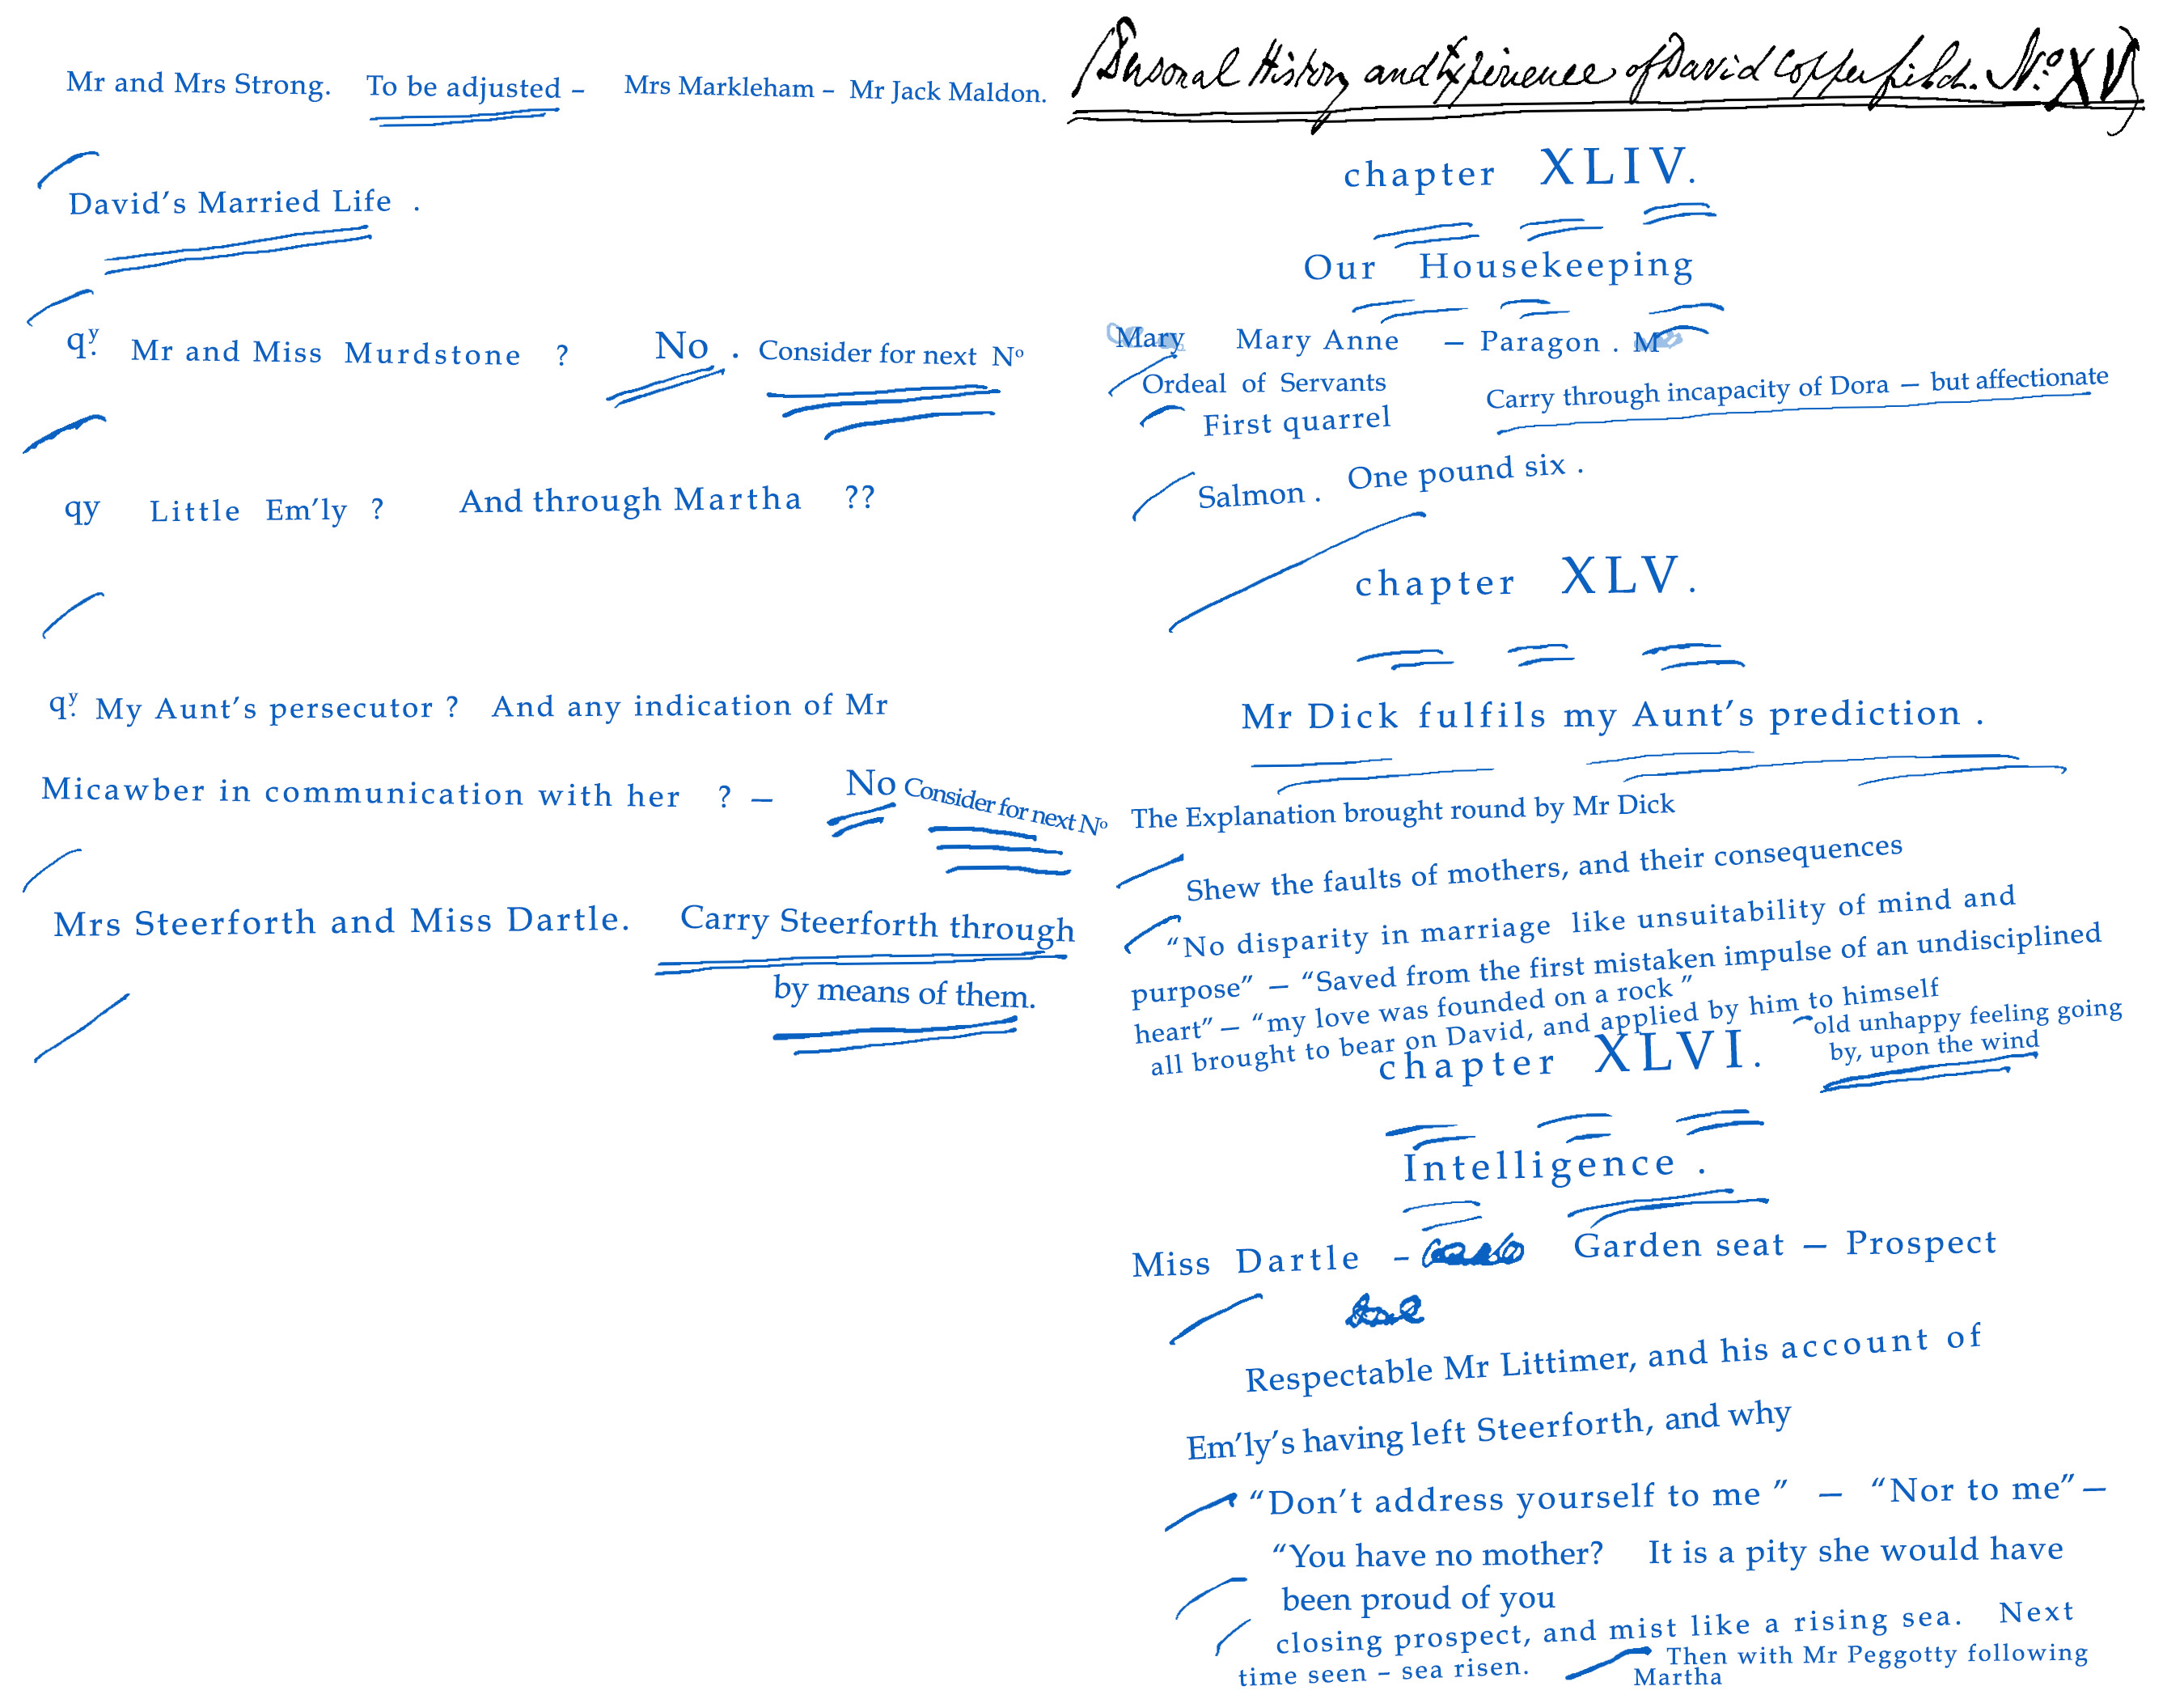 Mr and Mrs Strong. To be adjusted – Mrs Markleham – Mr Jack Maldon.
David's Married Life .
qy. Mr and Miss Murdstone ? No . Consider for next No
qy Little Em'ly ? And through Martha ??
qy. My Aunt's persecutor ? And any indication of Mr
Micawber in communication with her ? – No Consider for next No
Mrs Steerforth and Miss Dartle. Carry Steerforth through
by means of them.
(Personal History and Experience of David Copperfield. No. XV)
chapter XLIV.
Our Housekeeping
Mary Mary Anne – Paragon . M
Ordeal of Servants
Carry through incapacity of Dora – but affectionate
First quarrel
Salmon . One pound six .
chapter XLV.
Mr Dick fulfils my Aunt's prediction .
The Explanation brought round by Mr Dick
Shew the faults of mothers, and their consequences
“No disparity in marriage like unsuitability of mind and
purpose” – “Saved from the first mistaken impulse of an undisciplined
heart” – “my love was founded on a rock ”
all brought to bear on David, and applied by him to himself
old unhappy feeling going
by, upon the wind
chapter XLVI.
Intelligence .
Miss Dartle – Garden seat – Prospect
Respectable Mr Littimer, and his account of
Em'ly's having left Steerforth, and why
“Don't address yourself to me ” – “Nor to me” –
“You have no mother? It is a pity she would have
been proud of you
closing prospect, and mist like a rising sea. Next
time seen – sea risen. Then with Mr Peggotty following
Martha